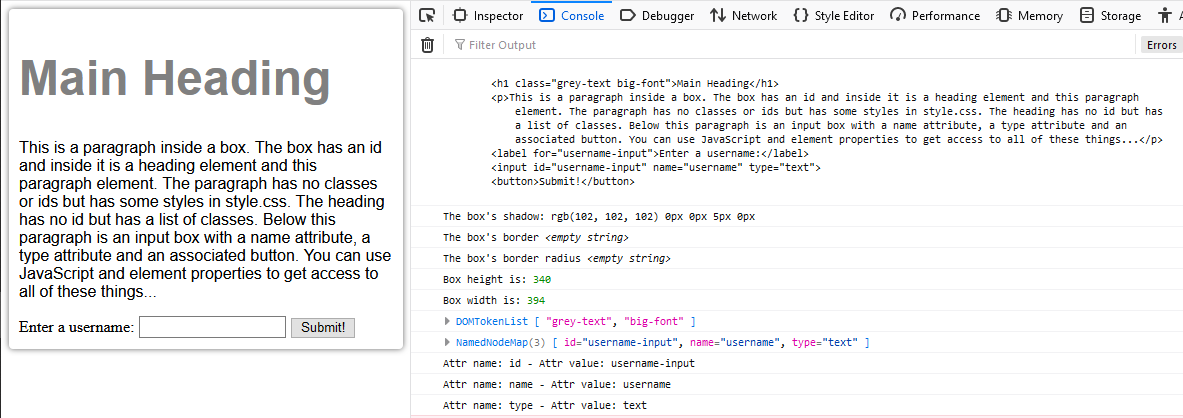 Main Heading
This is a paragraph inside a box. The box has an id
and inside it is a heading element and this
paragraph element. The paragraph has no classes
or ids but has some styles in style.css. The heading
has no id but has a list of classes. Below this
paragraph is an input box with a name attribute, a
type attribute and an associated button. You can use
JavaScript and element properties to get access to
all of these things...
Enter a username: Submit!
Inspector Console Debugger Network Style Editor Performance Memory Storage A
Filter Output Errors
<h1 class="grey-text big-font">Main Heading</h1>
<p>This is a paragraph inside a box. The box has an id and inside it is a heading element and this paragraph
element. The paragraph has no classes or ids but has some styles in style.css. The heading has no id but has
a list of classes. Below this paragraph is an input box with a name attribute, a type attribute and an
associated button. You can use JavaScript and element properties to get access to all of these things...</p>
<label for="username-input">Enter a username:</label>
<input id="username-input" name="username" type="text">
<button>Submit!</button>
The box's shadow: rgb(102, 102, 102) 0px 0px 5px 0px
The box's border <empty string>
The box's border radius <empty string>
Box height is: 340
Box width is: 394
DOMTokenList [ "grey-text", "big-font" ]
NamedNodeMap(3) [ id="username-input", name="username", type="text" ]
Attr name: id - Attr value: username-input
Attr name: name - Attr value: username
Attr name: type - Attr value: text